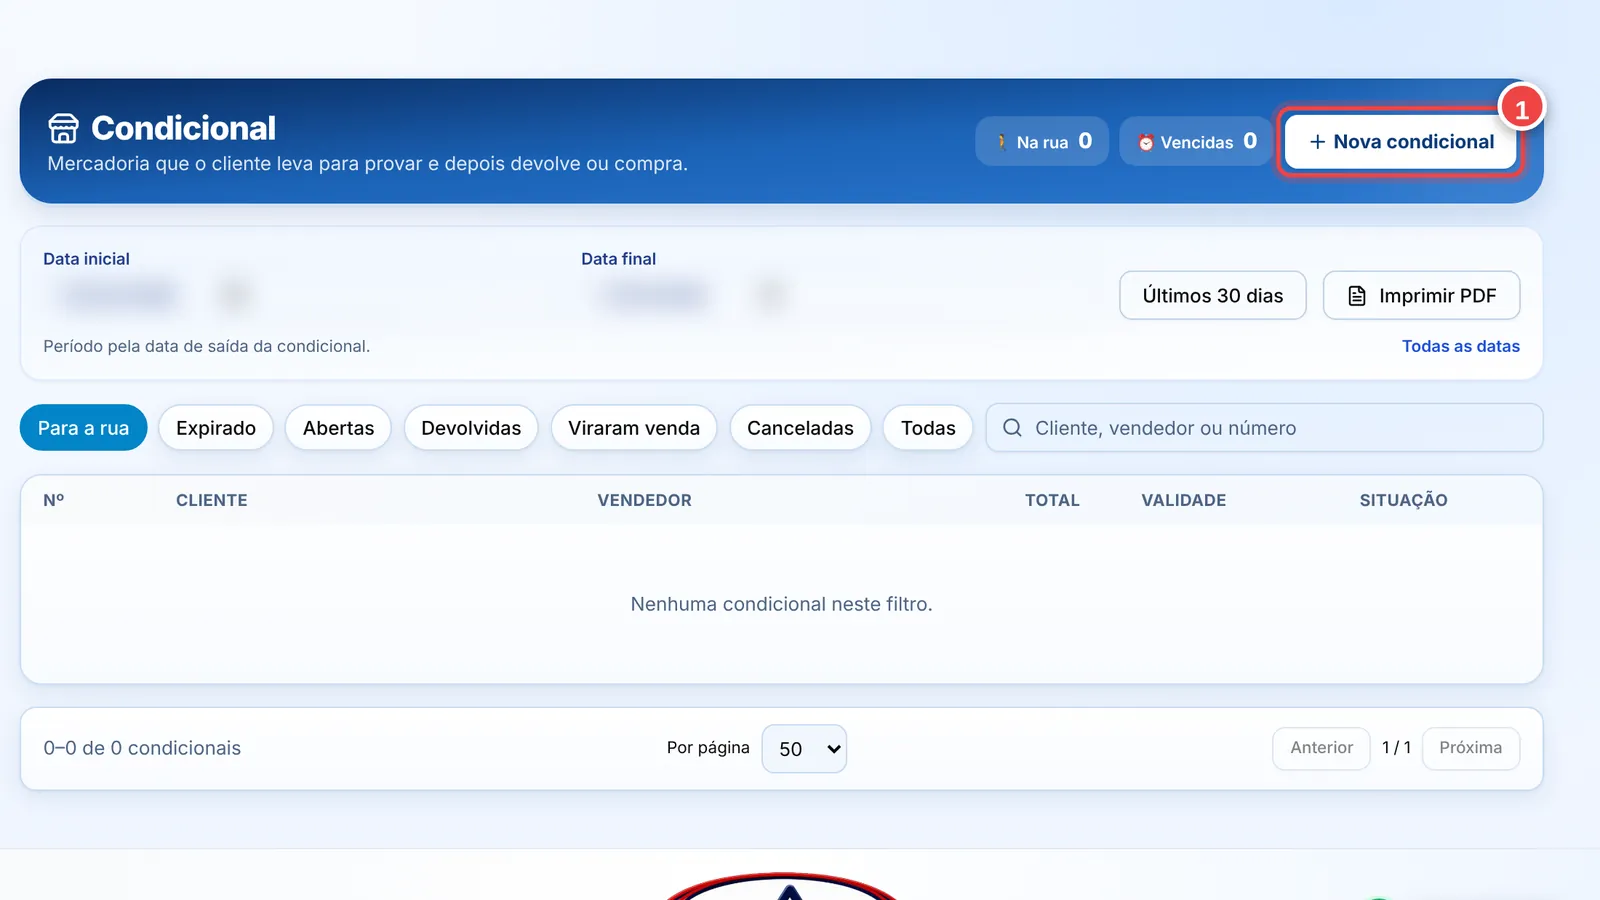 Condicional
Mercadoria que o cliente leva para provar e depois devolve ou compra.
Na rua 0
Vencidas 0
+ Nova condicional
1
Data inicial
Data final
Últimos 30 dias
Imprimir PDF
Período pela data de saída da condicional.
Todas as datas
Para a rua
Expirado
Abertas
Devolvidas
Viraram venda
Canceladas
Todas
Cliente, vendedor ou número
Nº CLIENTE VENDEDOR TOTAL VALIDADE SITUAÇÃO
Nenhuma condicional neste filtro.
0–0 de 0 condicionais
Por página 50
Anterior 1 / 1 Próxima